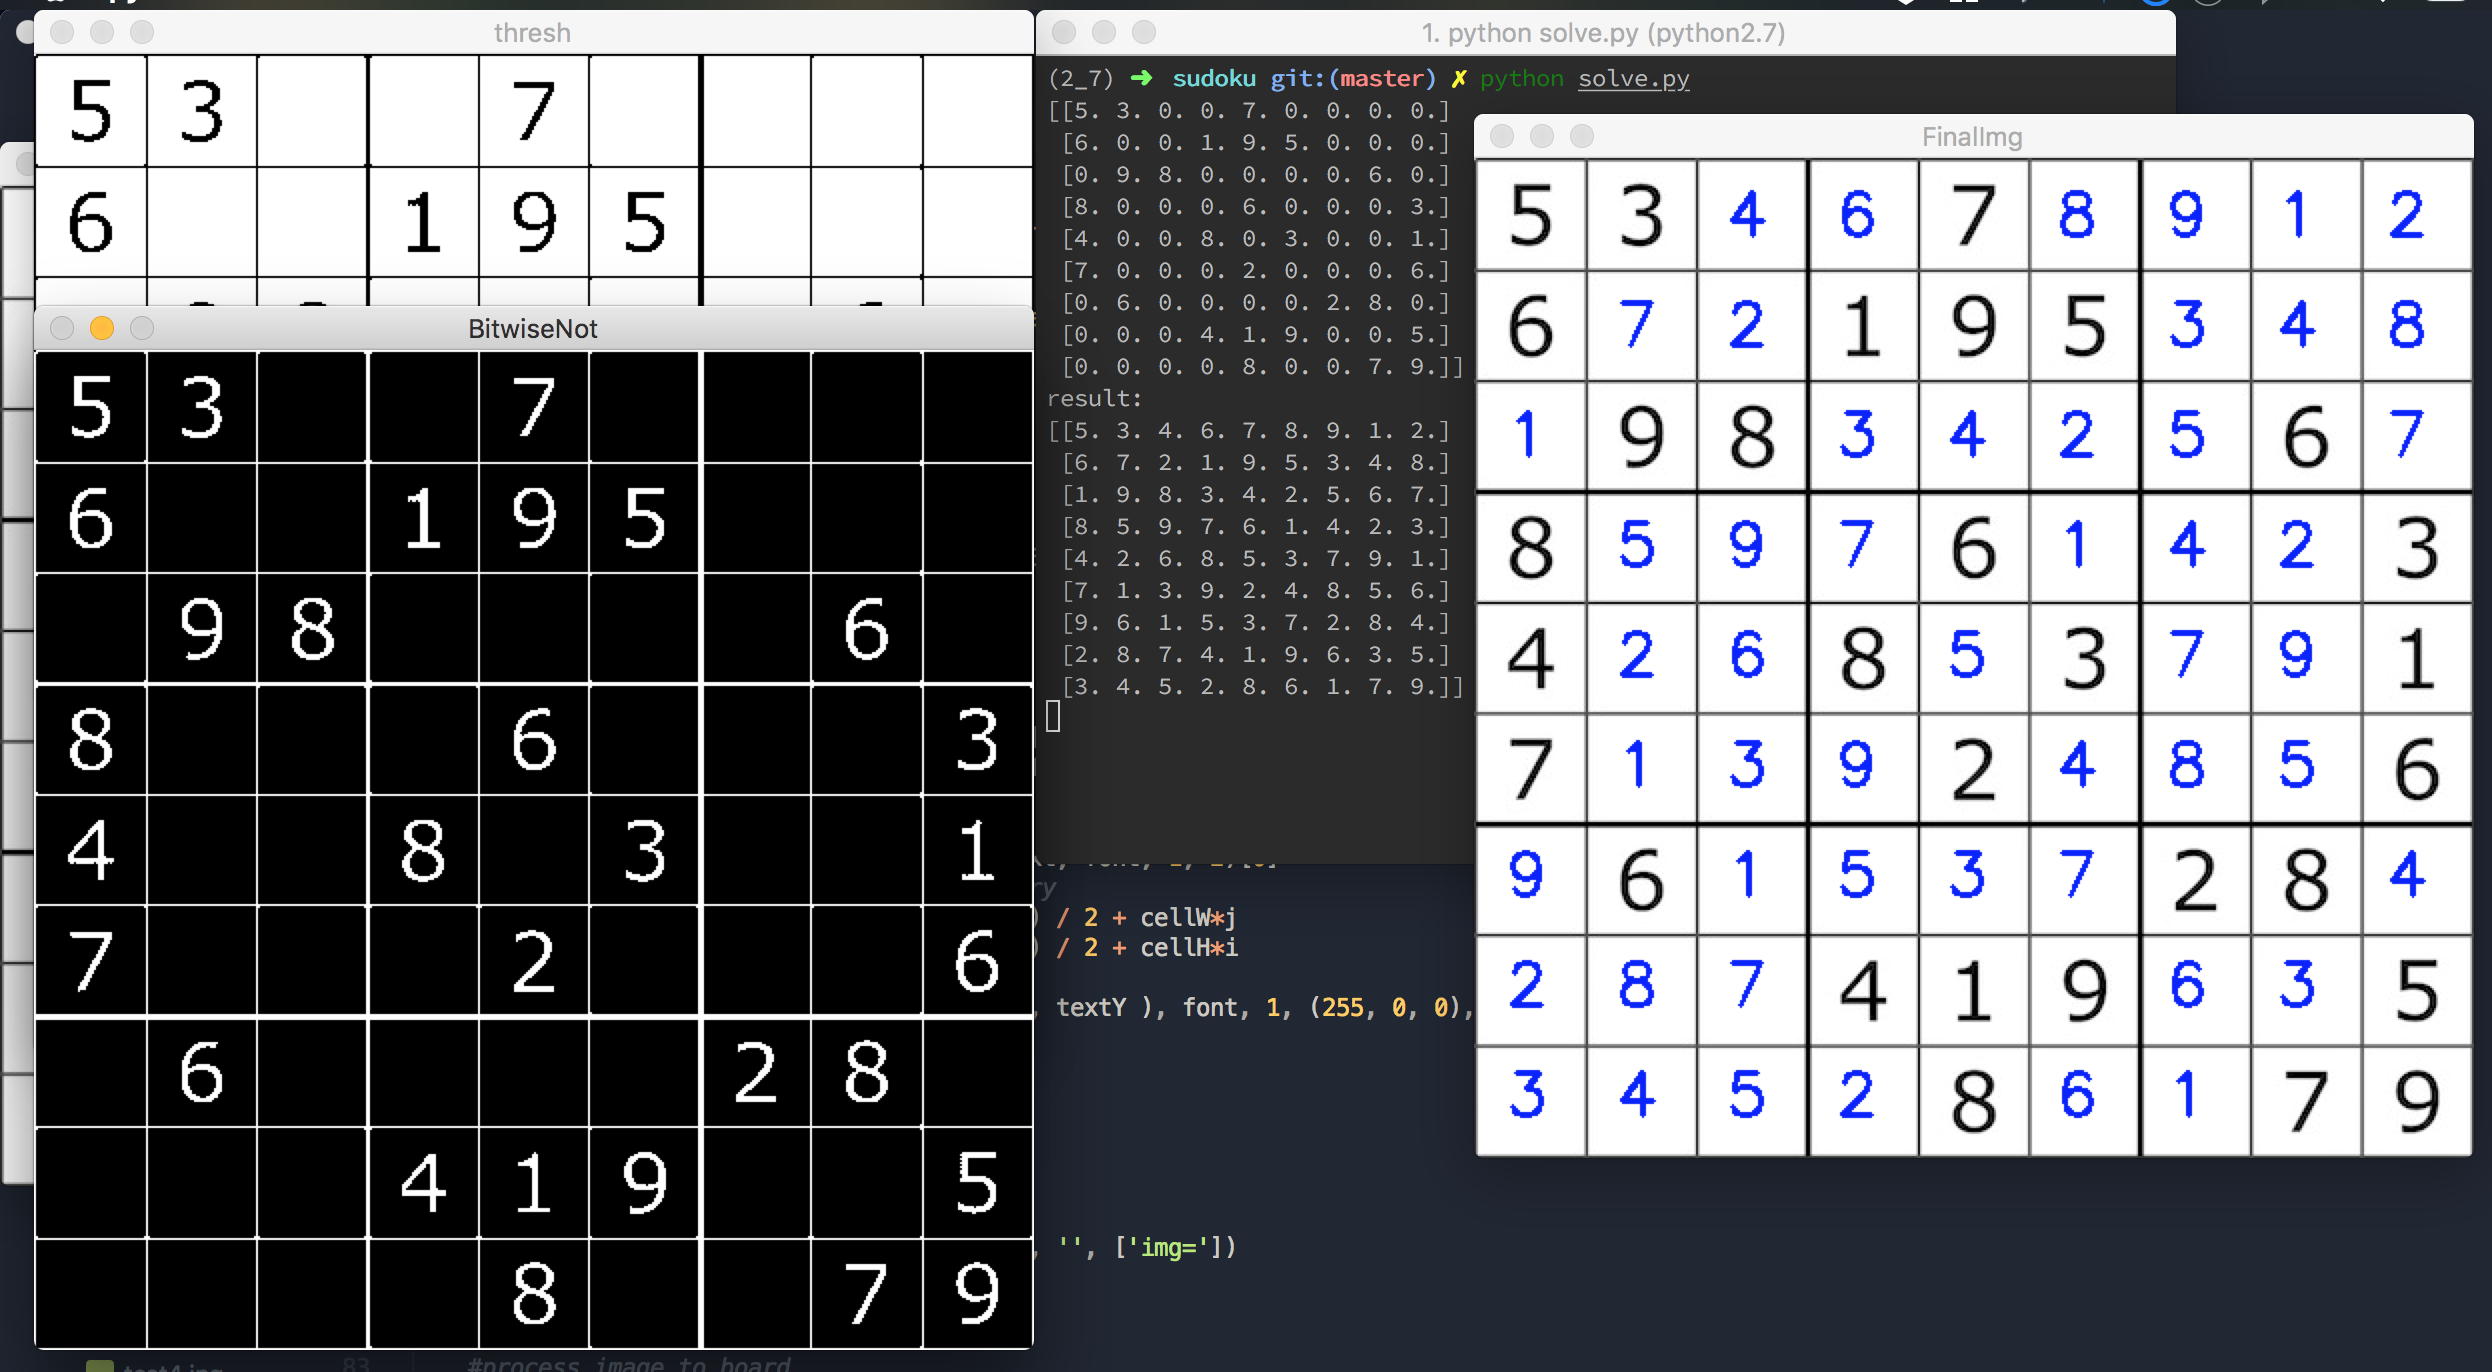 thresh
5 3 7
6 1 9 5
BitwiseNot
5 3 7
6 1 9 5
9 8 6
8 6 3
4 8 3 1
7 2 6
6 2 8
4 1 9 5
8 7 9
1. python solve.py (python2.7)
(2_7) ➜ sudoku git:(master) ✗ python solve.py
[[5. 3. 0. 0. 7. 0. 0. 0. 0.]
[6. 0. 0. 1. 9. 5. 0. 0. 0.]
[0. 9. 8. 0. 0. 0. 0. 6. 0.]
[8. 0. 0. 0. 6. 0. 0. 0. 3.]
[4. 0. 0. 8. 0. 3. 0. 0. 1.]
[7. 0. 0. 0. 2. 0. 0. 0. 6.]
[0. 6. 0. 0. 0. 0. 2. 8. 0.]
[0. 0. 0. 4. 1. 9. 0. 0. 5.]
[0. 0. 0. 0. 8. 0. 0. 7. 9.]]
result:
[[5. 3. 4. 6. 7. 8. 9. 1. 2.]
[6. 7. 2. 1. 9. 5. 3. 4. 8.]
[1. 9. 8. 3. 4. 2. 5. 6. 7.]
[8. 5. 9. 7. 6. 1. 4. 2. 3.]
[4. 2. 6. 8. 5. 3. 7. 9. 1.]
[7. 1. 3. 9. 2. 4. 8. 5. 6.]
[9. 6. 1. 5. 3. 7. 2. 8. 4.]
[2. 8. 7. 4. 1. 9. 6. 3. 5.]
[3. 4. 5. 2. 8. 6. 1. 7. 9.]]
FinalImg
5 3 4 6 7 8 9 1 2
6 7 2 1 9 5 3 4 8
1 9 8 3 4 2 5 6 7
8 5 9 7 6 1 4 2 3
4 2 6 8 5 3 7 9 1
7 1 3 9 2 4 8 5 6
9 6 1 5 3 7 2 8 4
2 8 7 4 1 9 6 3 5
3 4 5 2 8 6 1 7 9
) / 2 + cellW*j
) / 2 + cellH*i
, textY ), font, 1, (255, 0, 0),
, '', ['img='])
83 #process image to board